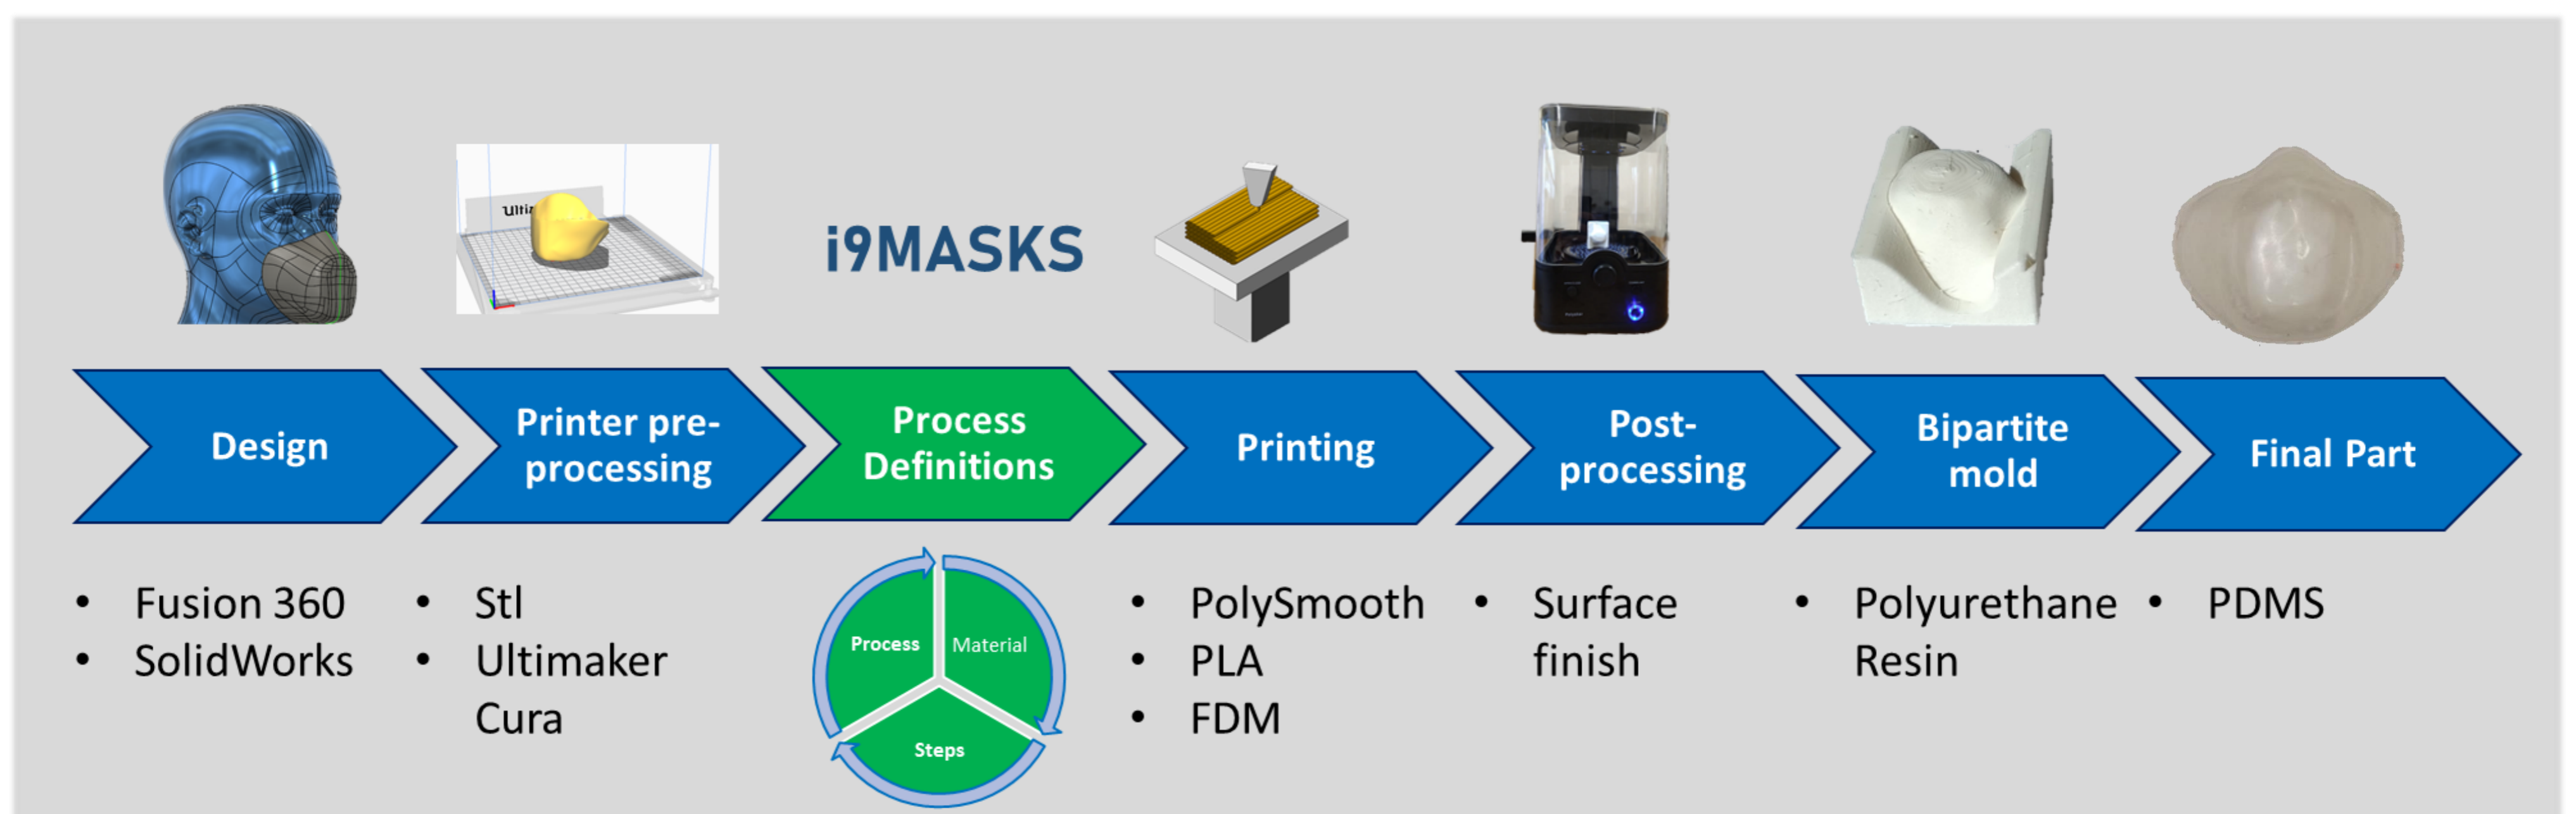 Ulti
i9MASKS
Design
Printer pre-
processing
Process
Definitions
Printing
Post-
processing
Bipartite
mold
Final Part
• Fusion 360
• SolidWorks
• Stl
• Ultimaker
Cura
Process
Material
Steps
• PolySmooth
• PLA
• FDM
• Surface
finish
• Polyurethane
Resin
• PDMS